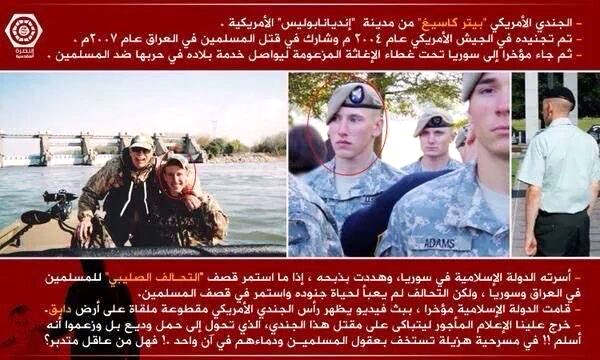 النصرة
المقدسية
- الجندي الأمريكي "بيتر كاسيغ" من مدينة "إنديانابوليس" الأمريكية .
- تم تجنيده في الجيش الأمريكي عام ٢٠٠٤ م وشارك في قتل المسلمين في العراق عام ٢٠٠٧م .
- ثم جاء مؤخرا إلى سوريا تحت غطاء الإغاثة المزعومة ليواصل خدمة بلاده في حربها ضد المسلمين .
ADAMS
- أسرته الدولة الإسلامية في سوريا، وهددت بذبحه ، إذا ما استمر قصف "التحالف الصليبي" للمسلمين
في العراق وسوريا ، ولكن التحالف لم يعبأ لحياة جنوده واستمر في قصف المسلمين.
- قامت الدولة الإسلامية مؤخرا ، ببث فيديو يظهر رأس الجندي الأمريكي مقطوعة ملقاة على أرض دابق.
- خرج علينا الإعلام المأجور ليتباكى على مقتل هذا الجندي، الذي تحول إلى حمل وديع بل وزعموا أنه
أسلم !! في مسرحية هزيلة تستخف بعقول المسلمين ودماءهم في آن واحد .! فهل من عاقل متدبر؟